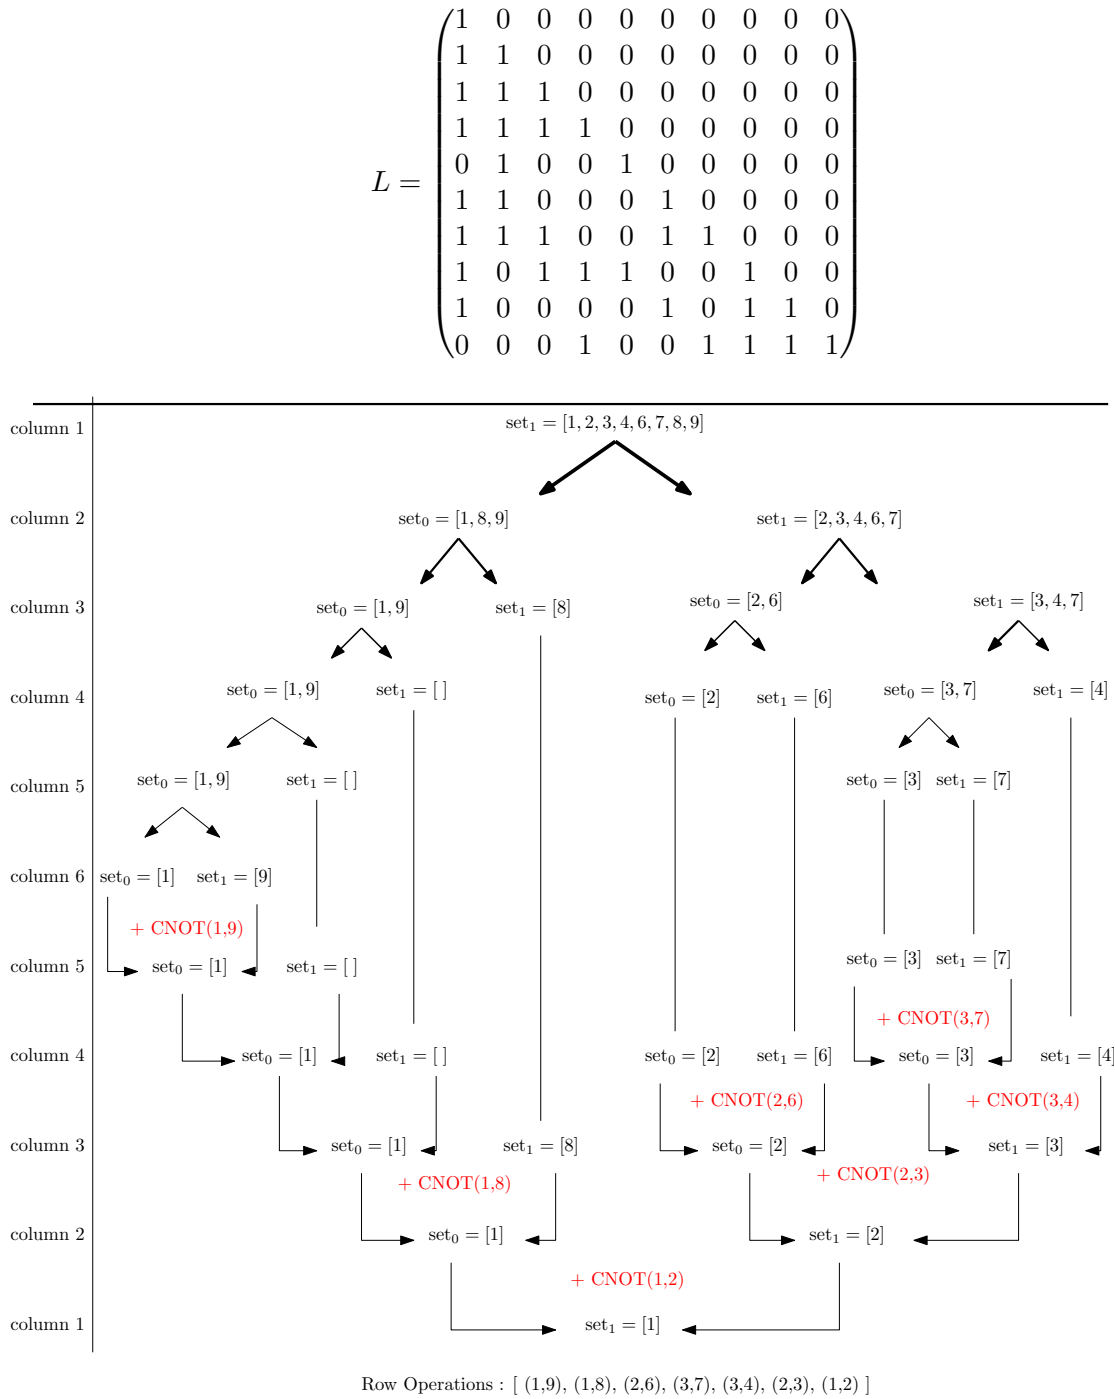 1 0 0 0 0 0 0 0 0 0
1 1 0 0 0 0 0 0 0 0
1 1 1 0 0 0 0 0 0 0
1 1 1 1 0 0 0 0 0 0
0 1 0 0 1 0 0 0 0 0
L =
1 1 0 0 0 1 0 0 0 0
1 1 1 0 0 1 1 0 0 0
1 0 1 1 1 0 0 1 0 0
1 0 0 0 0 1 0 1 1 0
0 0 0 1 0 0 1 1 1 1
column 1 set₁ = [1, 2, 3, 4, 6, 7, 8, 9]
column 2 set₀ = [1, 8, 9] set₁ = [2, 3, 4, 6, 7]
column 3 set₀ = [1, 9] set₁ = [8] set₀ = [2, 6] set₁ = [3, 4, 7]
column 4 set₀ = [1, 9] set₁ = [ ] set₀ = [2] set₁ = [6] set₀ = [3, 7] set₁ = [4]
column 5 set₀ = [1, 9] set₁ = [ ] set₀ = [3] set₁ = [7]
column 6 set₀ = [1] set₁ = [9]
+ CNOT(1,9)
column 5 set₀ = [1] set₁ = [ ] set₀ = [3] set₁ = [7]
+ CNOT(3,7)
column 4 set₀ = [1] set₁ = [ ] set₀ = [2] set₁ = [6] set₀ = [3] set₁ = [4]
+ CNOT(2,6) + CNOT(3,4)
column 3 set₀ = [1] set₁ = [8] set₀ = [2] set₁ = [3]
+ CNOT(1,8) + CNOT(2,3)
column 2 set₀ = [1] set₁ = [2]
+ CNOT(1,2)
column 1 set₁ = [1]
Row Operations : [ (1,9), (1,8), (2,6), (3,7), (3,4), (2,3), (1,2) ]